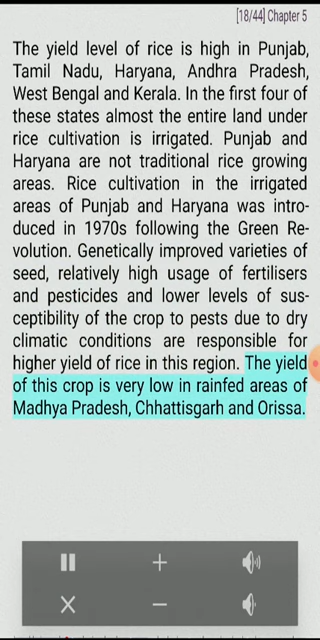 [18/44] Chapter 5
The yield level of rice is high in Punjab,
Tamil Nadu, Haryana, Andhra Pradesh,
West Bengal and Kerala. In the first four of
these states almost the entire land under
rice cultivation is irrigated. Punjab and
Haryana are not traditional rice growing
areas. Rice cultivation in the irrigated
areas of Punjab and Haryana was intro-
duced in 1970s following the Green Re-
volution. Genetically improved varieties of
seed, relatively high usage of fertilisers
and pesticides and lower levels of sus-
ceptibility of the crop to pests due to dry
climatic conditions are responsible for
higher yield of rice in this region. The yield
of this crop is very low in rainfed areas of
Madhya Pradesh, Chhattisgarh and Orissa.